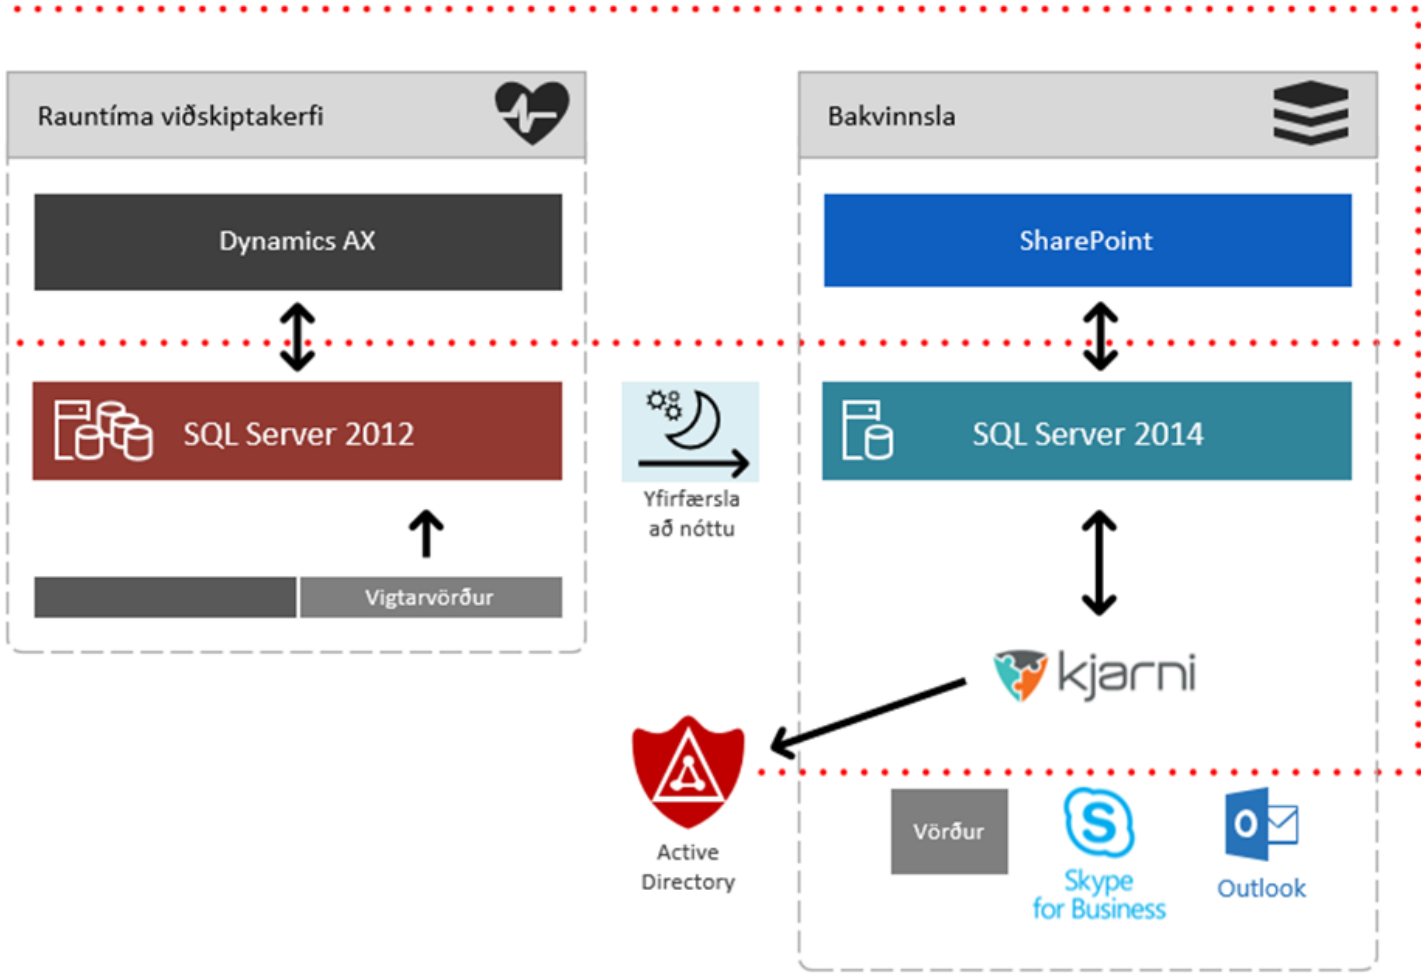 Rauntíma viðskiptakerfi
Dynamics AX
SQL Server 2012
Vigtarvörður
Yfirfærsla
að nóttu
Bakvinnsla
SharePoint
SQL Server 2014
kjarni
Active
Directory
Vörður
S
Skype
for Business
O
Outlook